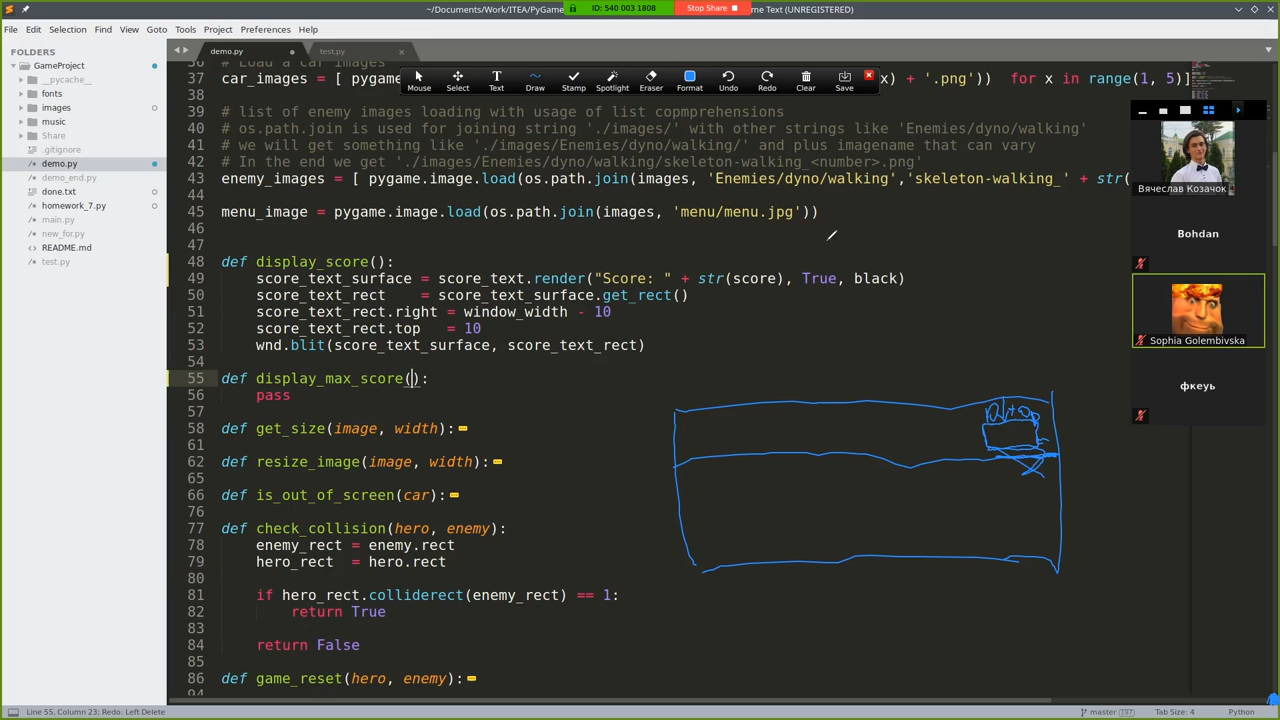 ~/Documents/Work/ITEA/PyGame
ID: 540 003 1808
Stop Share
me Text (UNREGISTERED)
File Edit Selection Find View Goto Tools Project Preferences Help
FOLDERS
GameProject
__pycache__
fonts
images
music
Share
.gitignore
demo.py
demo_end.py
done.txt
homework_7.py
main.py
new_for.py
README.md
test.py
demo.py
test.py
Mouse Select Text Draw Stamp Spotlight Eraser Format Undo Redo Clear Save
36 # Load a car images
37 car_images = [ pygame x) + '.png')) for x in range(1, 5)]
38
39 # list of enemy images loading with usage of list copmprehensions
40 # os.path.join is used for joining string './images/' with other strings like 'Enemies/dyno/walking'
41 # we will get something like './images/Enemies/dyno/walking/' and plus imagename that can vary
42 # In the end we get './images/Enemies/dyno/walking/skeleton-walking_<number>.png'
43 enemy_images = [ pygame.image.load(os.path.join(images, 'Enemies/dyno/walking','skeleton-walking_' + str(
44
45 menu_image = pygame.image.load(os.path.join(images, 'menu/menu.jpg'))
46
47
48 def display_score():
49 score_text_surface = score_text.render("Score: " + str(score), True, black)
50 score_text_rect = score_text_surface.get_rect()
51 score_text_rect.right = window_width - 10
52 score_text_rect.top = 10
53 wnd.blit(score_text_surface, score_text_rect)
54
55 def display_max_score():
56 pass
57
58 def get_size(image, width):
61
62 def resize_image(image, width):
65
66 def is_out_of_screen(car):
76
77 def check_collision(hero, enemy):
78 enemy_rect = enemy.rect
79 hero_rect = hero.rect
80
81 if hero_rect.colliderect(enemy_rect) == 1:
82 return True
83
84 return False
85
86 def game_reset(hero, enemy):
94
Вячеслав Козачок
Bohdan
Sophia Golembivska
фкеуь
Line 55, Column 23; Redo: Left Delete
master 197
Tab Size: 4
Python